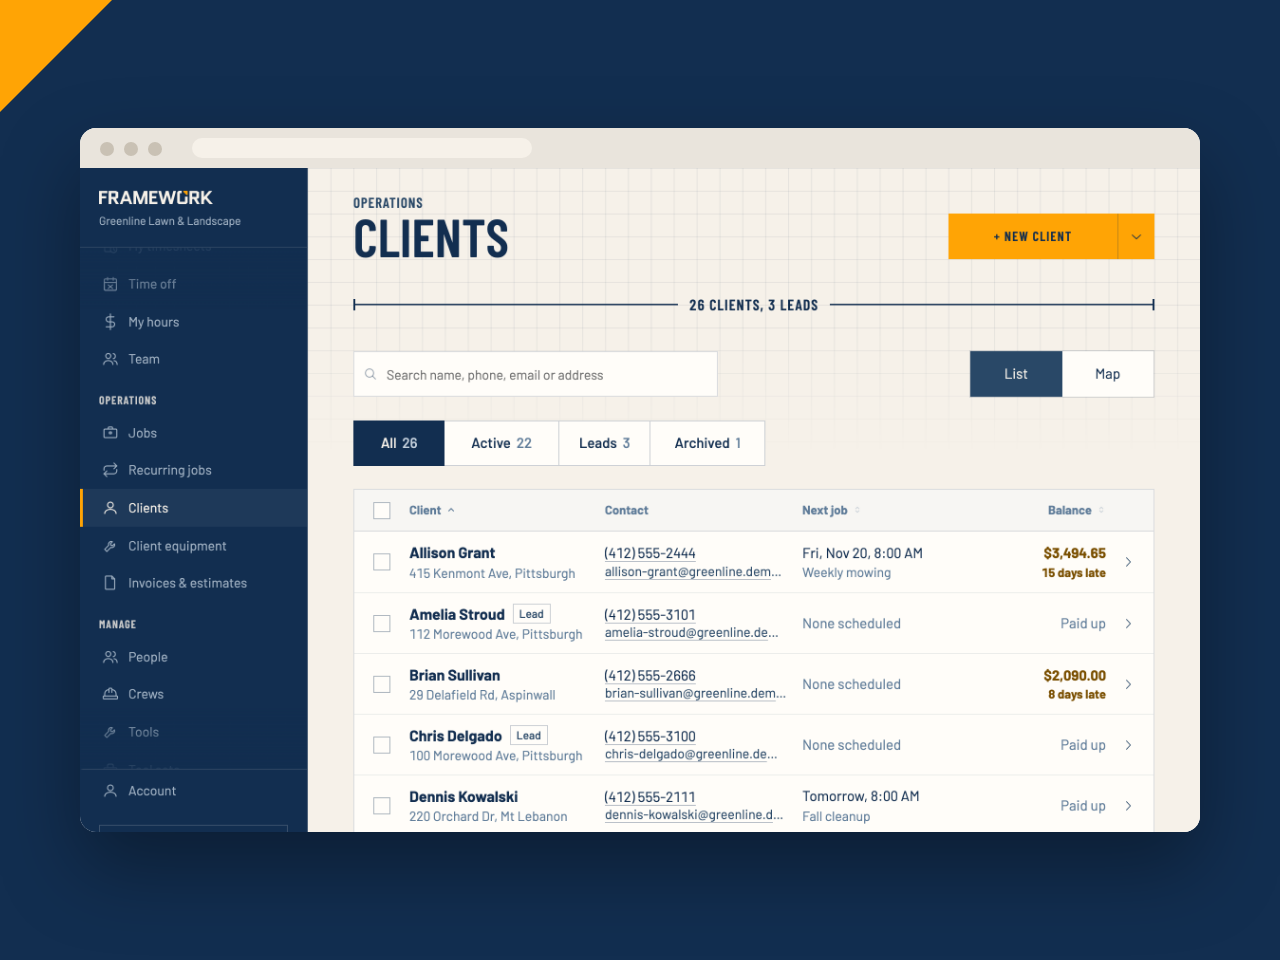 FRAMEWORK
Greenline Lawn & Landscape
Time off
My hours
Team
OPERATIONS
Jobs
Recurring jobs
Clients
Client equipment
Invoices & estimates
MANAGE
People
Crews
Tools
Account
OPERATIONS
CLIENTS
+ NEW CLIENT
26 CLIENTS, 3 LEADS
Search name, phone, email or address
List Map
All 26 Active 22 Leads 3 Archived 1
Client Contact Next job Balance
Allison Grant (412) 555-2444 Fri, Nov 20, 8:00 AM $3,494.65
415 Kenmont Ave, Pittsburgh allison-grant@greenline.dem... Weekly mowing 15 days late
Amelia Stroud Lead (412) 555-3101 None scheduled Paid up
112 Morewood Ave, Pittsburgh amelia-stroud@greenline.de...
Brian Sullivan (412) 555-2666 None scheduled $2,090.00
29 Delafield Rd, Aspinwall brian-sullivan@greenline.dem... 8 days late
Chris Delgado Lead (412) 555-3100 None scheduled Paid up
100 Morewood Ave, Pittsburgh chris-delgado@greenline.de...
Dennis Kowalski (412) 555-2111 Tomorrow, 8:00 AM Paid up
220 Orchard Dr, Mt Lebanon dennis-kowalski@greenline.d... Fall cleanup